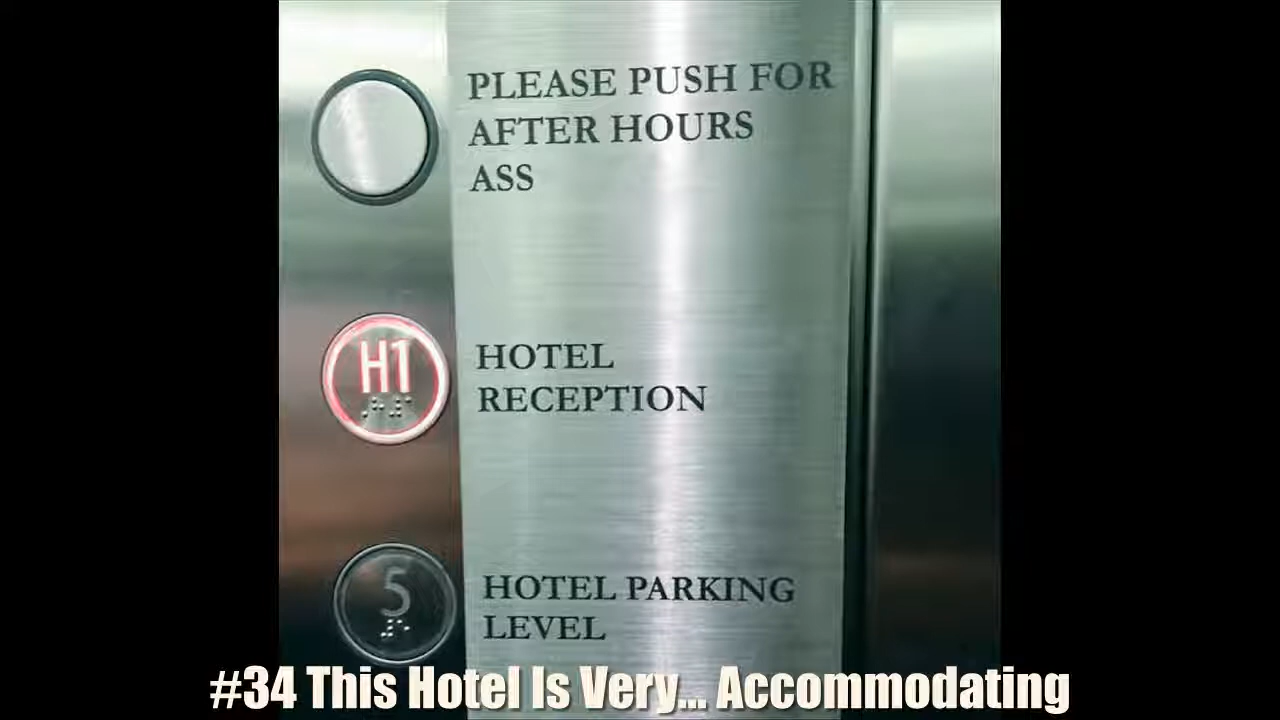 PLEASE PUSH FOR
AFTER HOURS
ASS
H1
HOTEL
RECEPTION
5
HOTEL PARKING
LEVEL
#34 This Hotel Is Very... Accommodating